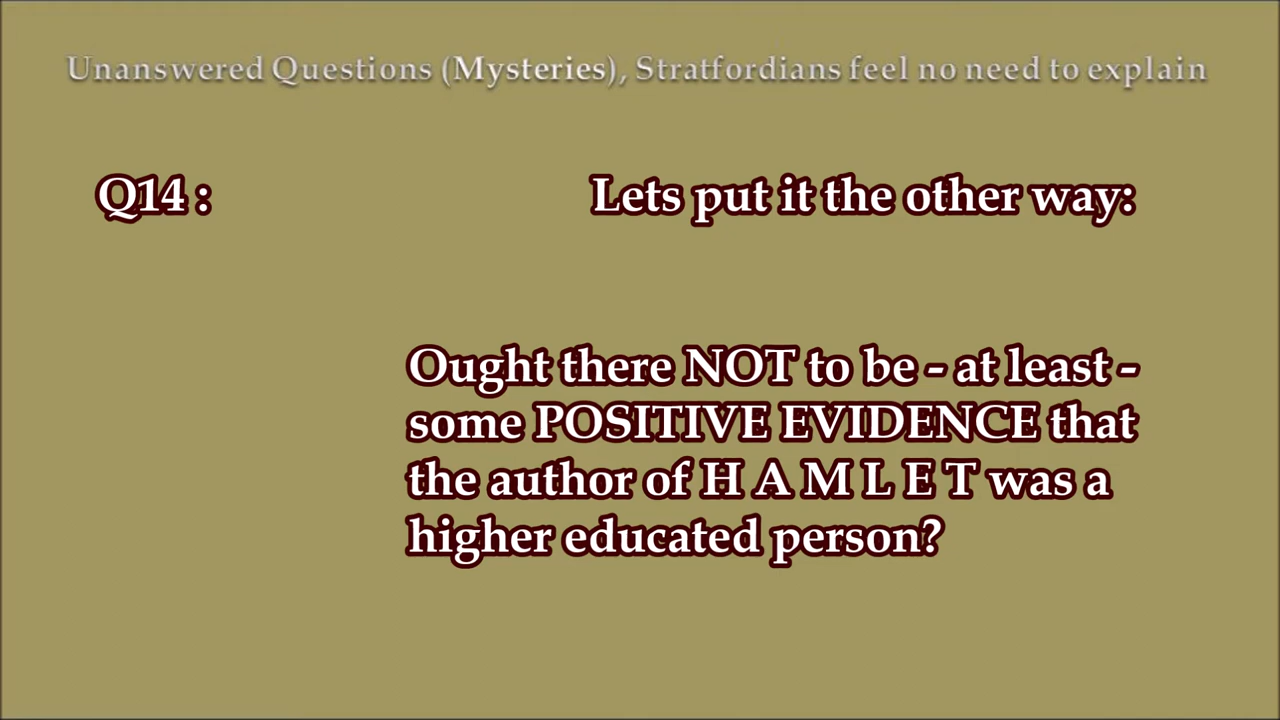 Unanswered Questions (Mysteries), Stratfordians feel no need to explain
Q14 : Lets put it the other way:
Ought there NOT to be - at least -
some POSITIVE EVIDENCE that
the author of H A M L E T was a
higher educated person?